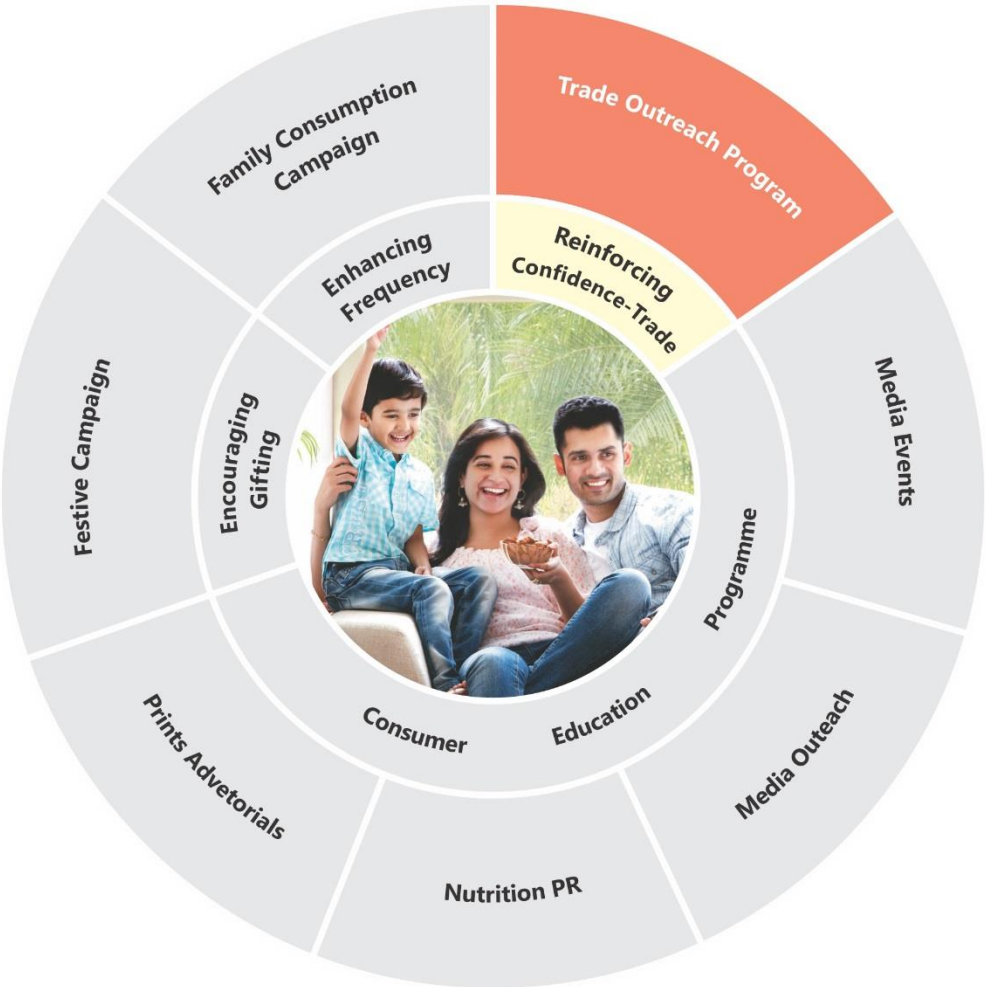 Trade Outreach Program
Reinforcing
Confidence-Trade
Media Events
Media Outeach
Nutrition PR
Prints Advetorials
Festive Campaign
Family Consumption
Campaign
Enhancing
Frequency
Encouraging
Gifting
Consumer Education Programme